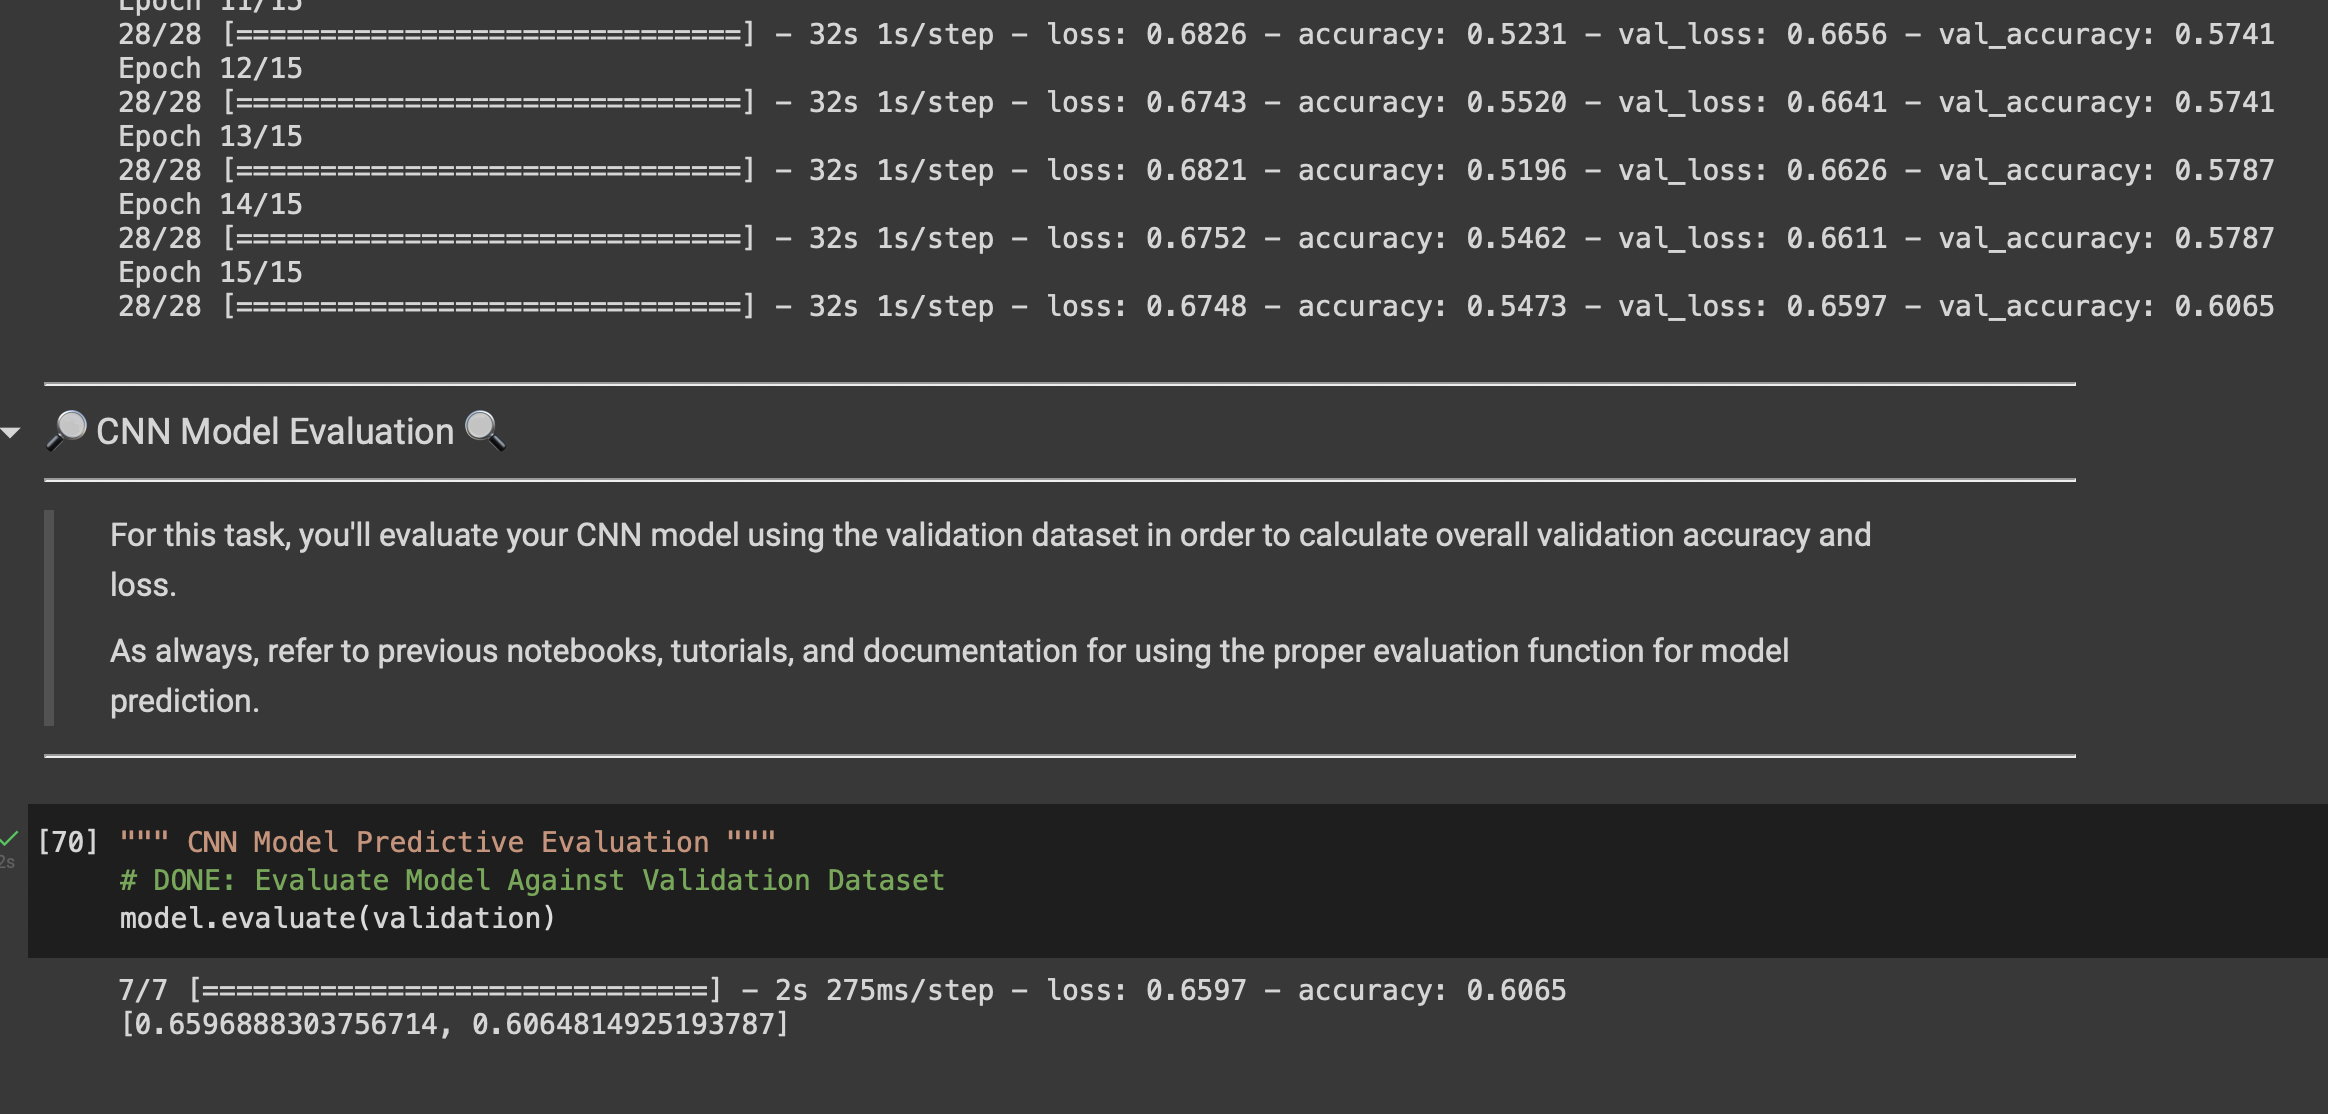 Epoch 11/15
28/28 [==============================] - 32s 1s/step - loss: 0.6826 - accuracy: 0.5231 - val_loss: 0.6656 - val_accuracy: 0.5741
Epoch 12/15
28/28 [==============================] - 32s 1s/step - loss: 0.6743 - accuracy: 0.5520 - val_loss: 0.6641 - val_accuracy: 0.5741
Epoch 13/15
28/28 [==============================] - 32s 1s/step - loss: 0.6821 - accuracy: 0.5196 - val_loss: 0.6626 - val_accuracy: 0.5787
Epoch 14/15
28/28 [==============================] - 32s 1s/step - loss: 0.6752 - accuracy: 0.5462 - val_loss: 0.6611 - val_accuracy: 0.5787
Epoch 15/15
28/28 [==============================] - 32s 1s/step - loss: 0.6748 - accuracy: 0.5473 - val_loss: 0.6597 - val_accuracy: 0.6065
🔎 CNN Model Evaluation 🔍
For this task, you'll evaluate your CNN model using the validation dataset in order to calculate overall validation accuracy and
loss.
As always, refer to previous notebooks, tutorials, and documentation for using the proper evaluation function for model
prediction.
[70] """ CNN Model Predictive Evaluation """
2s
# DONE: Evaluate Model Against Validation Dataset
model.evaluate(validation)
7/7 [==============================] - 2s 275ms/step - loss: 0.6597 - accuracy: 0.6065
[0.6596888303756714, 0.6064814925193787]